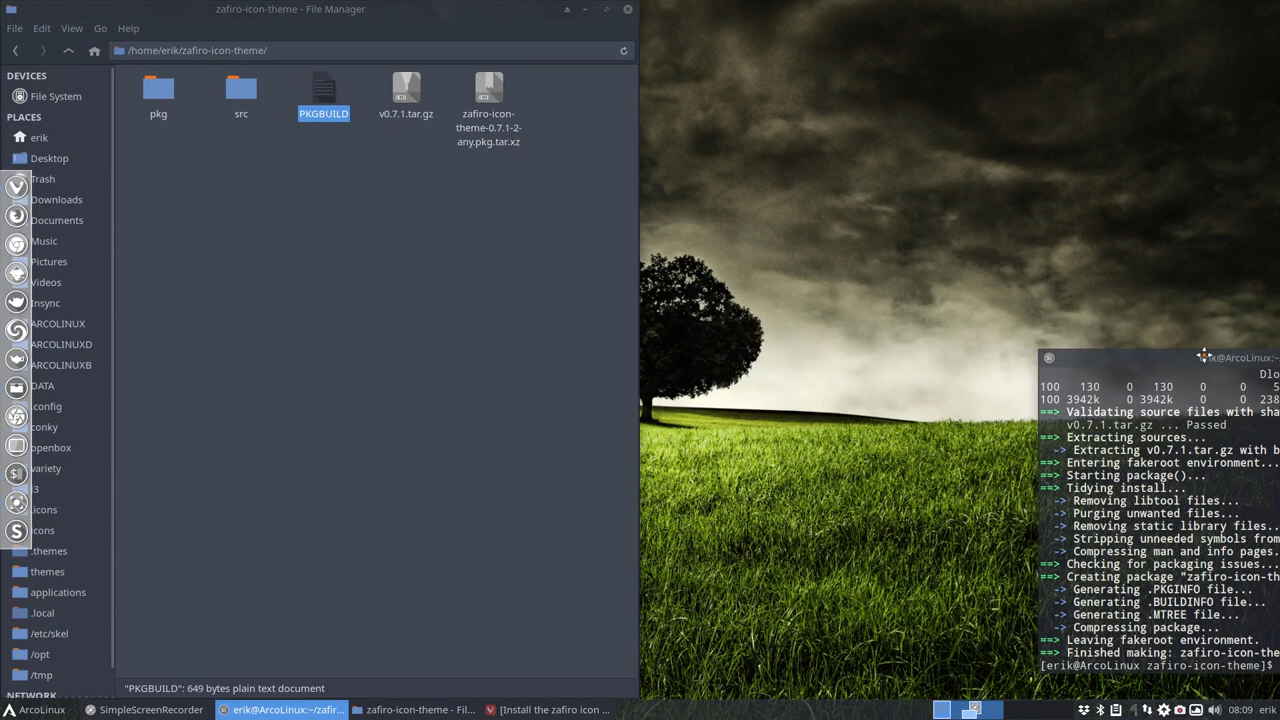 zafiro-icon-theme - File Manager
File Edit View Go Help
/home/erik/zafiro-icon-theme/
DEVICES
File System
PLACES
erik
Desktop
Trash
Downloads
Documents
Music
Pictures
Videos
Insync
ARCOLINUX
ARCOLINUXD
ARCOLINUXB
DATA
.config
conky
openbox
variety
i3
.icons
icons
.themes
themes
applications
.local
/etc/skel
/opt
/tmp
NETWORK
pkg
src
PKGBUILD
v0.7.1.tar.gz
zafiro-icon-
theme-0.7.1-2-
any.pkg.tar.xz
"PKGBUILD": 649 bytes plain text document
ik@ArcoLinux:~
Dlo
100 130 0 130 0 0 5
100 3942k 0 3942k 0 0 238
==> Validating source files with sha
v0.7.1.tar.gz ... Passed
==> Extracting sources...
-> Extracting v0.7.1.tar.gz with b
==> Entering fakeroot environment...
==> Starting package()...
==> Tidying install...
-> Removing libtool files...
-> Purging unwanted files...
-> Removing static library files..
-> Stripping unneeded symbols from
-> Compressing man and info pages.
==> Checking for packaging issues...
==> Creating package "zafiro-icon-th
-> Generating .PKGINFO file...
-> Generating .BUILDINFO file...
-> Generating .MTREE file...
-> Compressing package...
==> Leaving fakeroot environment.
==> Finished making: zafiro-icon-the
[erik@ArcoLinux zafiro-icon-theme]$
ArcoLinux SimpleScreenRecorder erik@ArcoLinux:~/zafir... zafiro-icon-theme - Fil... [Install the zafiro icon ... 08:09 erik